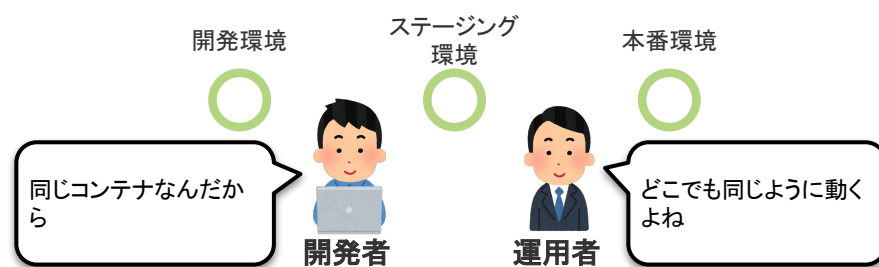 開発環境
ステージング
環境
本番環境
同じコンテナなんだか
ら
どこでも同じように動く
よね
開発者
運用者